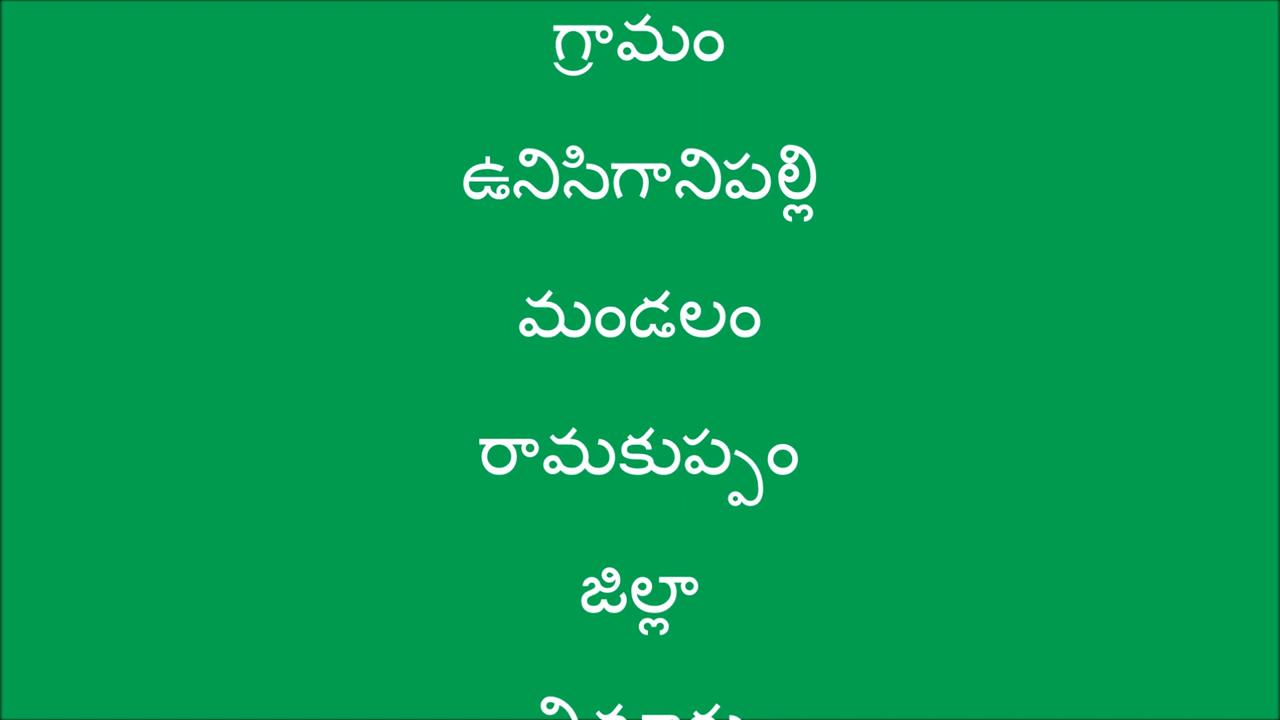 గ్రామం
ఉనిసిగానిపల్లి
మండలం
రామకుప్పం
జిల్లా